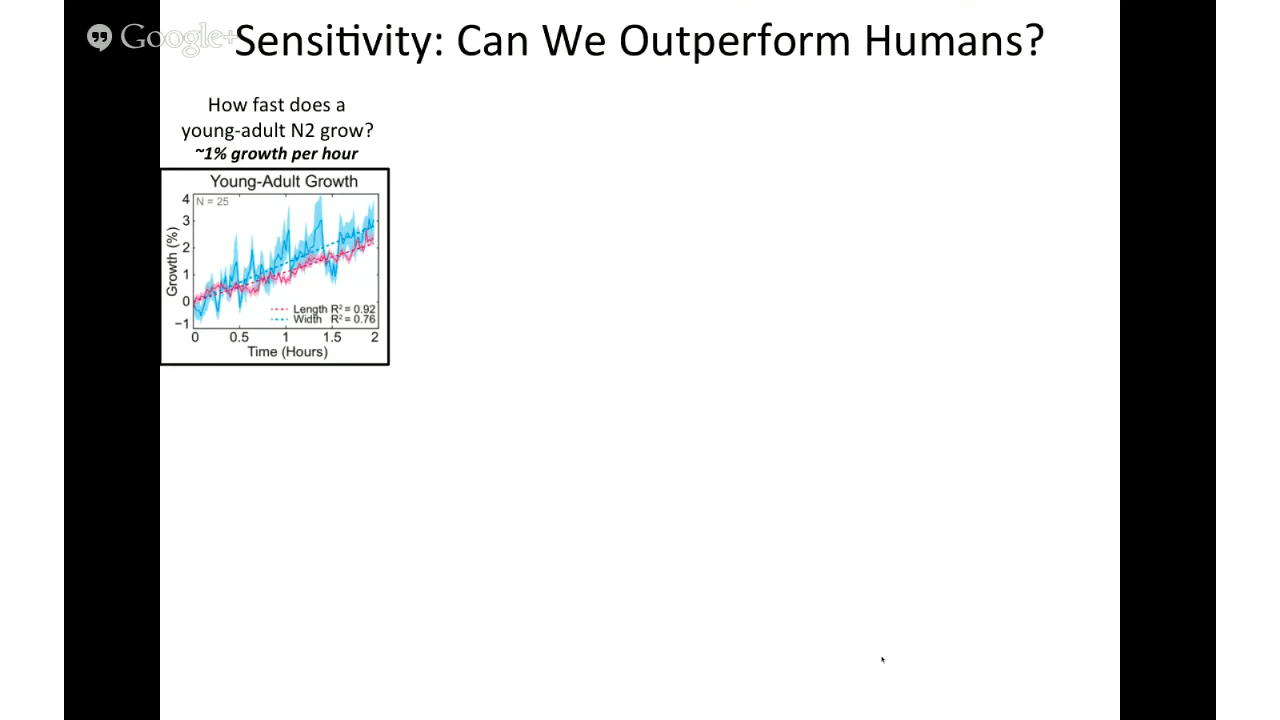 Google+
Sensitivity: Can We Outperform Humans?
How fast does a
young-adult N2 grow?
~1% growth per hour
Young-Adult Growth
N = 25
Growth (%)
4
3
2
1
0
−1
Length R² = 0.92
Width R² = 0.76
0 0.5 1 1.5 2
Time (Hours)